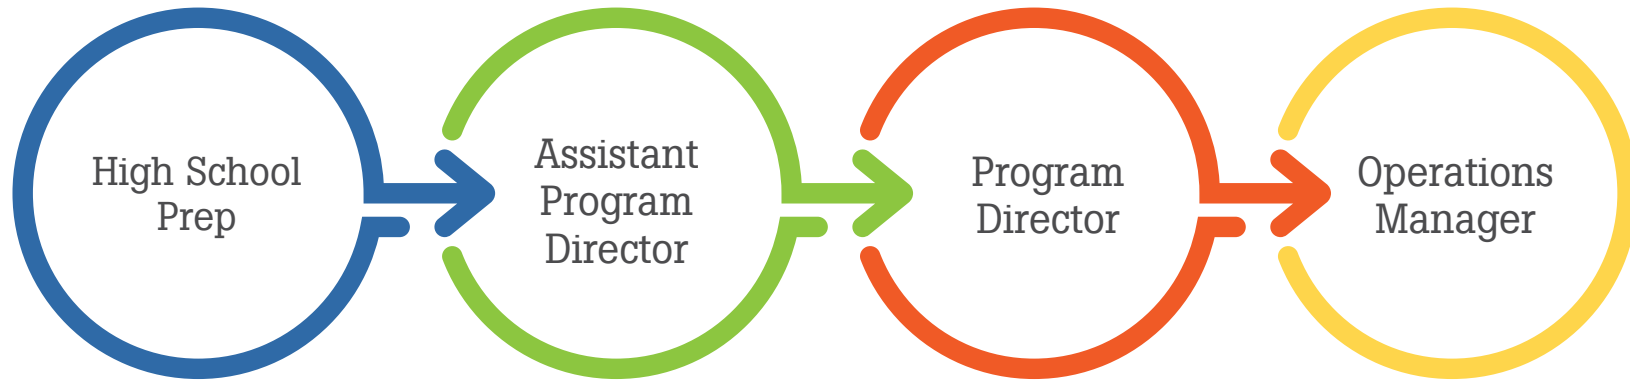 High School
Prep
Assistant
Program
Director
Program
Director
Operations
Manager